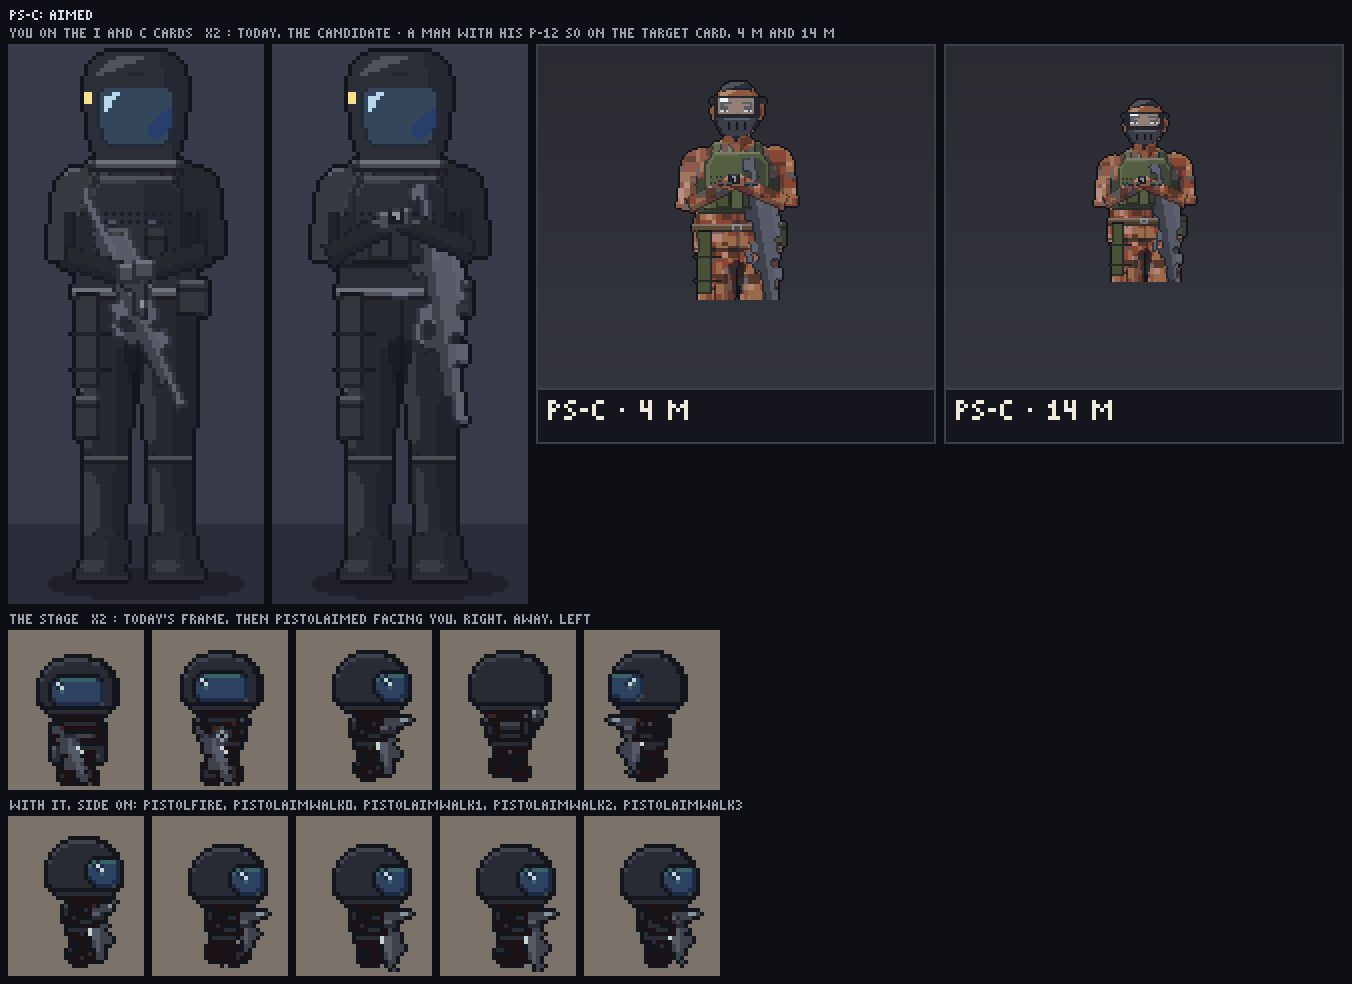 PS-C: AIMED
YOU ON THE I AND C CARDS X2 : TODAY, THE CANDIDATE · A MAN WITH HIS P-12 SO ON THE TARGET CARD, 4 M AND 14 M
PS-C · 4 M
PS-C · 14 M
THE STAGE X2 : TODAY'S FRAME, THEN PISTOLAIMED FACING YOU, RIGHT, AWAY, LEFT
WITH IT, SIDE ON: PISTOLFIRE, PISTOLAIMWALK0, PISTOLAIMWALK1, PISTOLAIMWALK2, PISTOLAIMWALK3